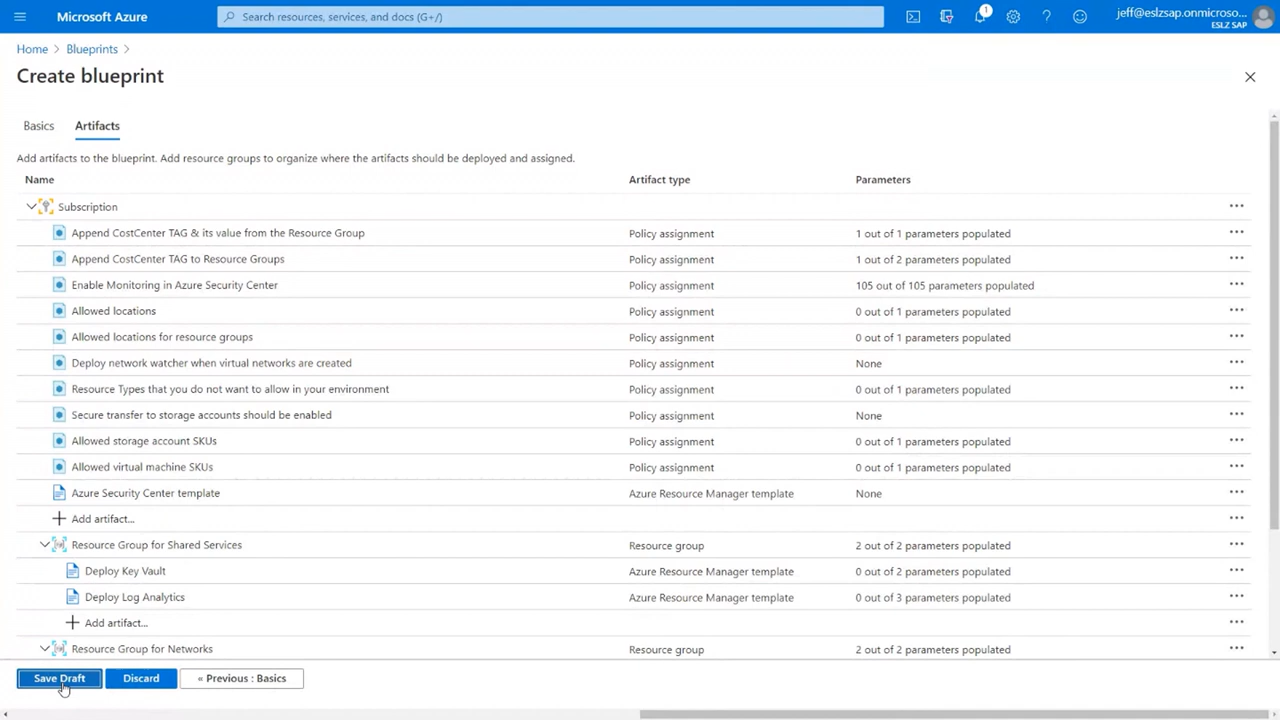 Microsoft Azure
Search resources, services, and docs (G+/)
1
jeff@eslzsap.onmicroso...
ESLZ SAP
Home > Blueprints >
Create blueprint
Basics Artifacts
Add artifacts to the blueprint. Add resource groups to organize where the artifacts should be deployed and assigned.
Name Artifact type Parameters
Subscription
Append CostCenter TAG & its value from the Resource Group Policy assignment 1 out of 1 parameters populated
Append CostCenter TAG to Resource Groups Policy assignment 1 out of 2 parameters populated
Enable Monitoring in Azure Security Center Policy assignment 105 out of 105 parameters populated
Allowed locations Policy assignment 0 out of 1 parameters populated
Allowed locations for resource groups Policy assignment 0 out of 1 parameters populated
Deploy network watcher when virtual networks are created Policy assignment None
Resource Types that you do not want to allow in your environment Policy assignment 0 out of 1 parameters populated
Secure transfer to storage accounts should be enabled Policy assignment None
Allowed storage account SKUs Policy assignment 0 out of 1 parameters populated
Allowed virtual machine SKUs Policy assignment 0 out of 1 parameters populated
Azure Security Center template Azure Resource Manager template None
Add artifact...
Resource Group for Shared Services Resource group 2 out of 2 parameters populated
Deploy Key Vault Azure Resource Manager template 0 out of 2 parameters populated
Deploy Log Analytics Azure Resource Manager template 0 out of 3 parameters populated
Add artifact...
Resource Group for Networks Resource group 2 out of 2 parameters populated
Save Draft Discard « Previous : Basics